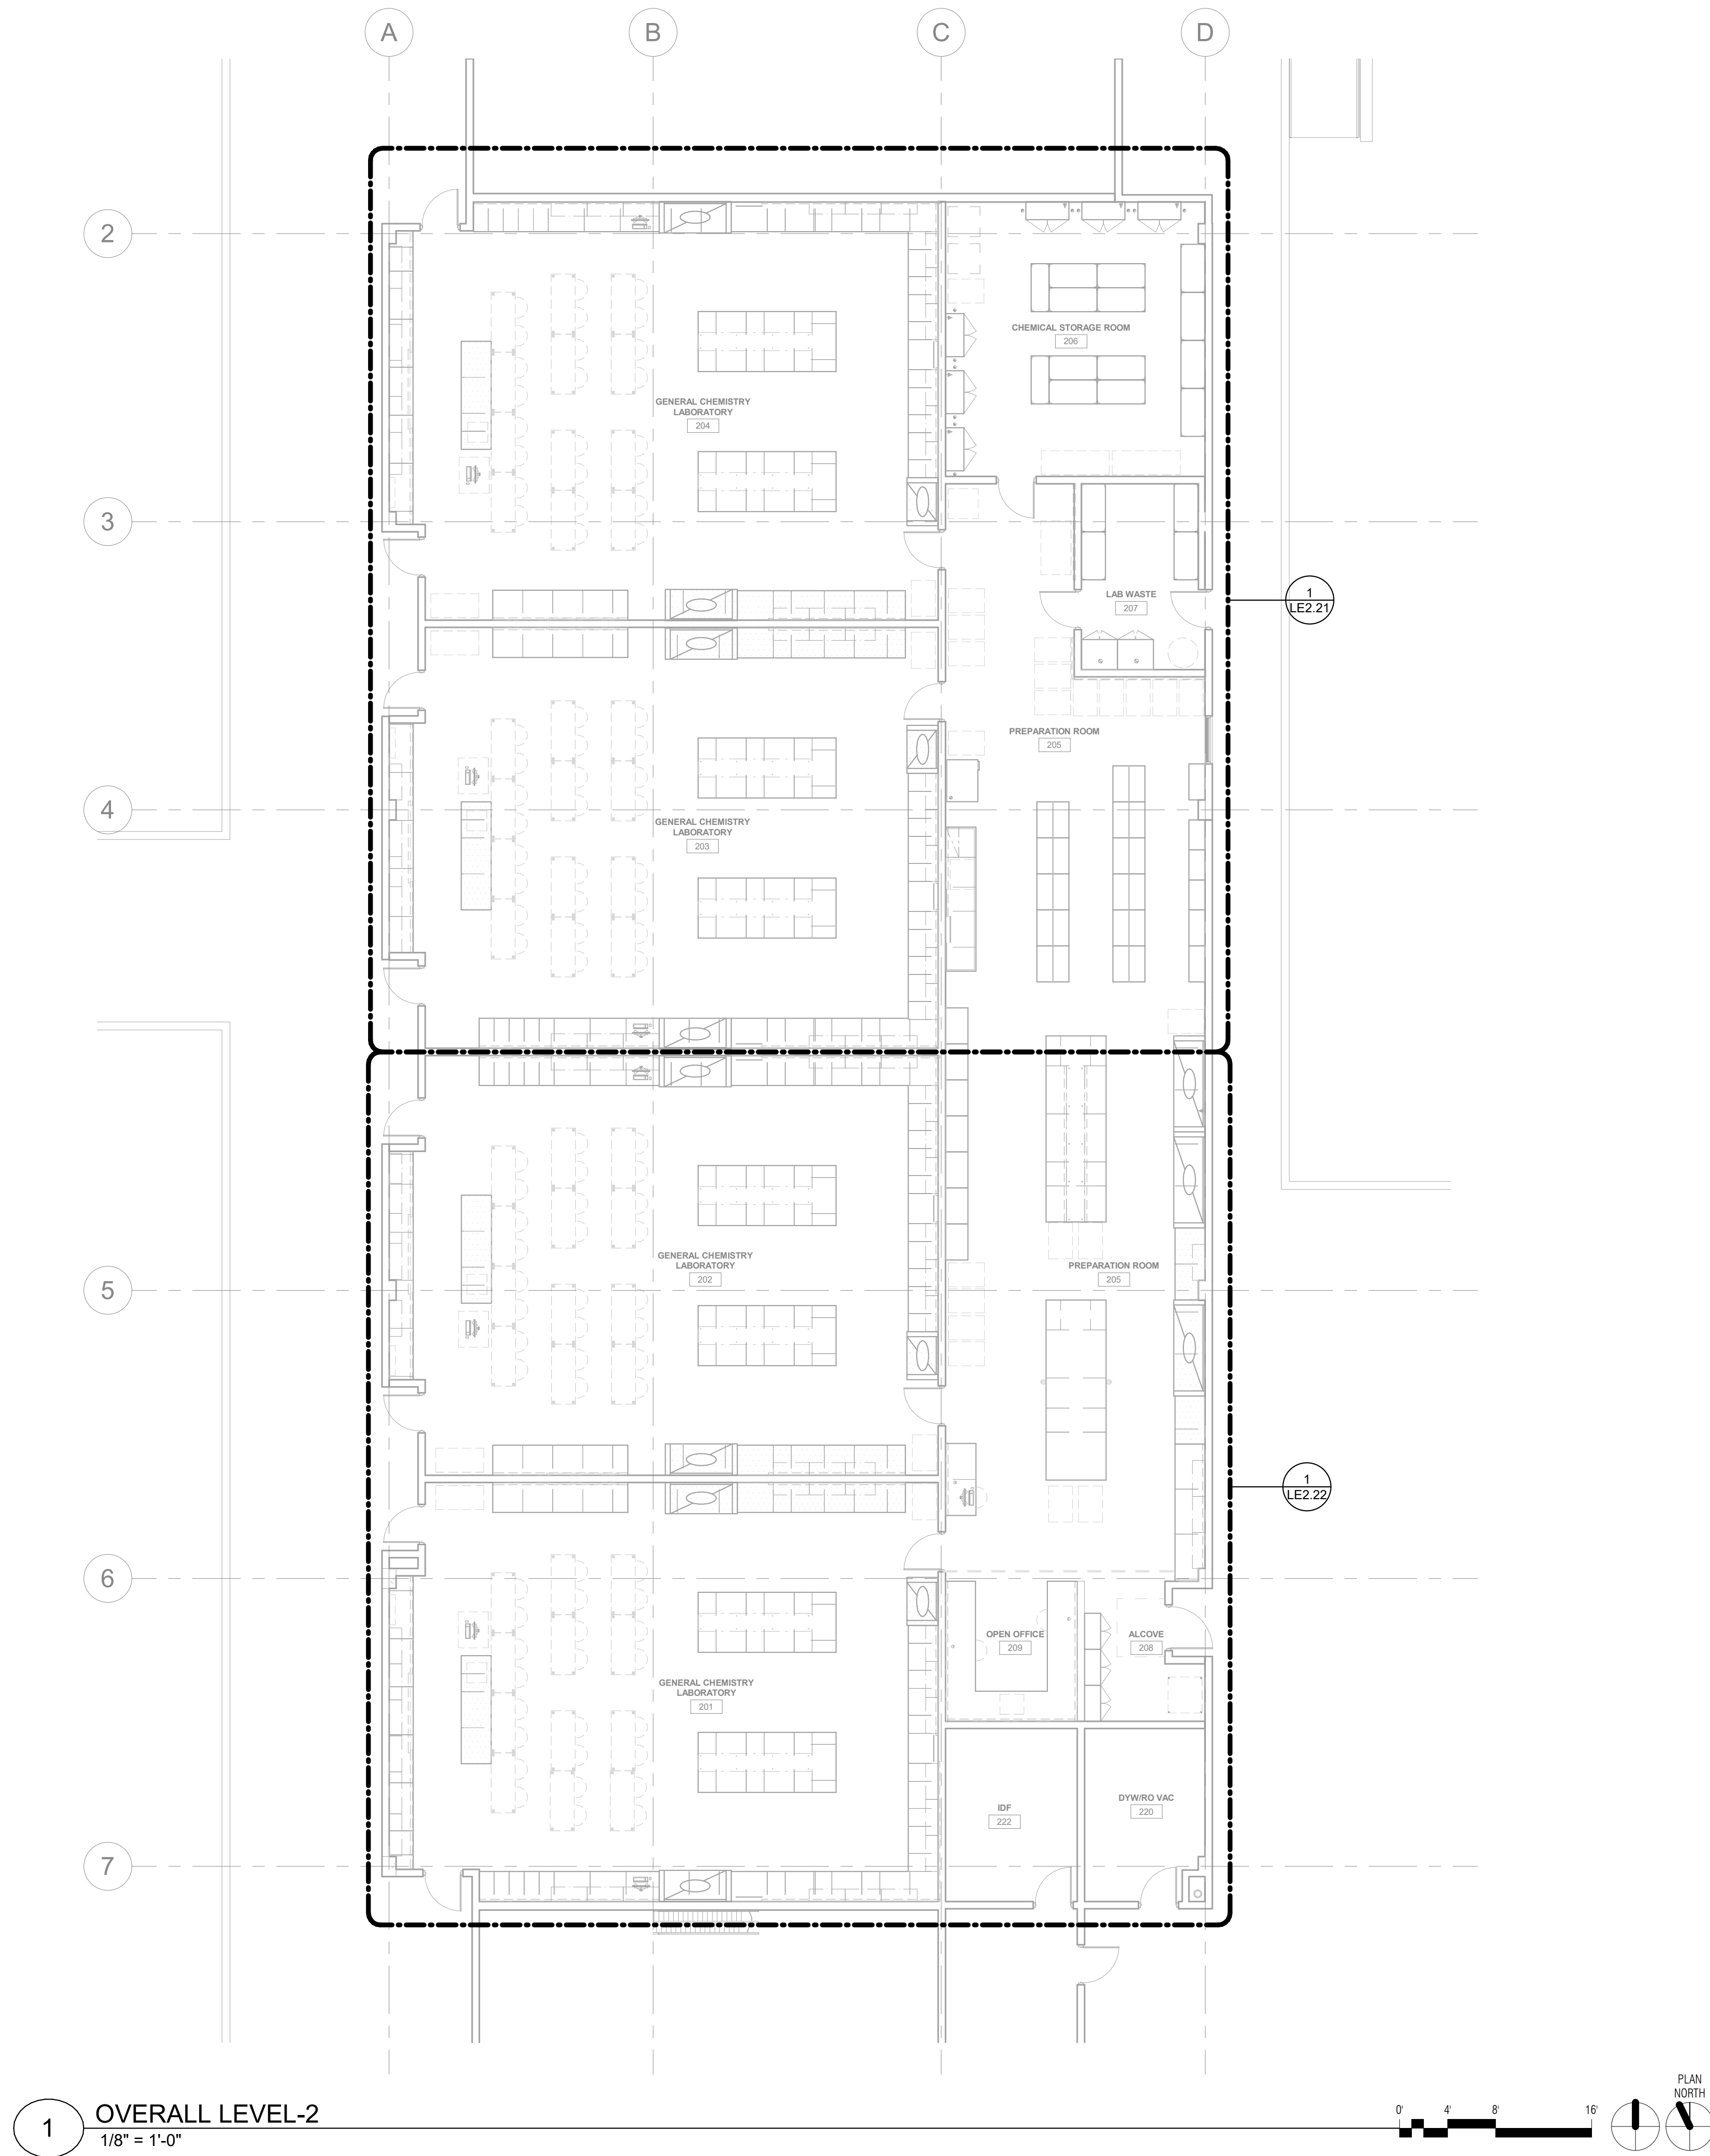 A
B
C
D
2
CHEMICAL STORAGE ROOM
206
GENERAL CHEMISTRY
LABORATORY
204
3
LAB WASTE
207
1
LE2.21
PREPARATION ROOM
205
4
GENERAL CHEMISTRY
LABORATORY
203
GENERAL CHEMISTRY
LABORATORY
202
PREPARATION ROOM
205
5
1
LE2.22
6
OPEN OFFICE
209
ALCOVE
208
GENERAL CHEMISTRY
LABORATORY
201
IDF
222
DYW/RO VAC
220
7
PLAN
NORTH
1
OVERALL LEVEL-2
1/8" = 1'-0"
0'
4'
8'
16'